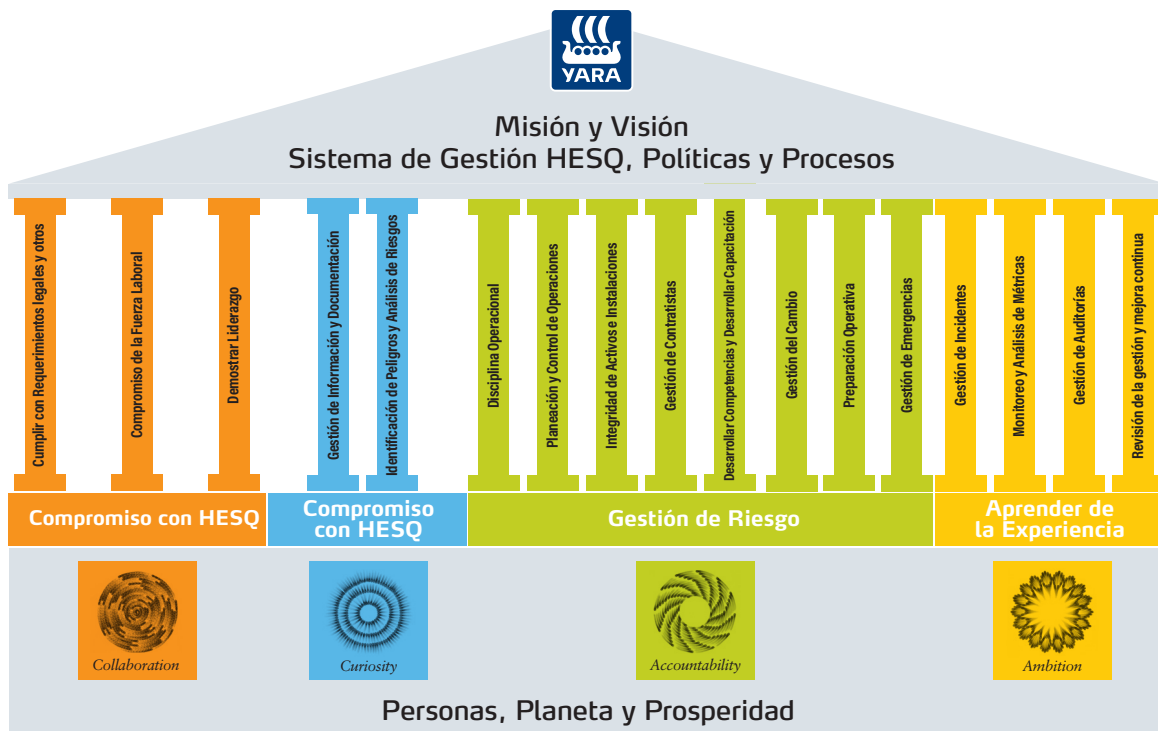 YARA
Misión y Visión
Sistema de Gestión HESQ, Políticas y Procesos
Cumplir con Requerimientos legales y otros
Compromiso de la Fuerza Laboral
Demostrar Liderazgo
Gestión de Información y Documentación
Identificación de Peligros y Análisis de Riesgos
Disciplina Operacional
Planeación y Control de Operaciones
Integridad de Activos e Instalaciones
Gestión de Contratistas
Desarrollar Competencias y Desarrollar Capacitación
Gestión del Cambio
Preparación Operativa
Gestión de Emergencias
Gestión de Incidentes
Monitoreo y Análisis de Métricas
Gestión de Auditorías
Revisión de la gestión y mejora continua
Compromiso con HESQ
Compromiso
con HESQ
Gestión de Riesgo
Aprender de
la Experiencia
Collaboration
Curiosity
Accountability
Ambition
Personas, Planeta y Prosperidad